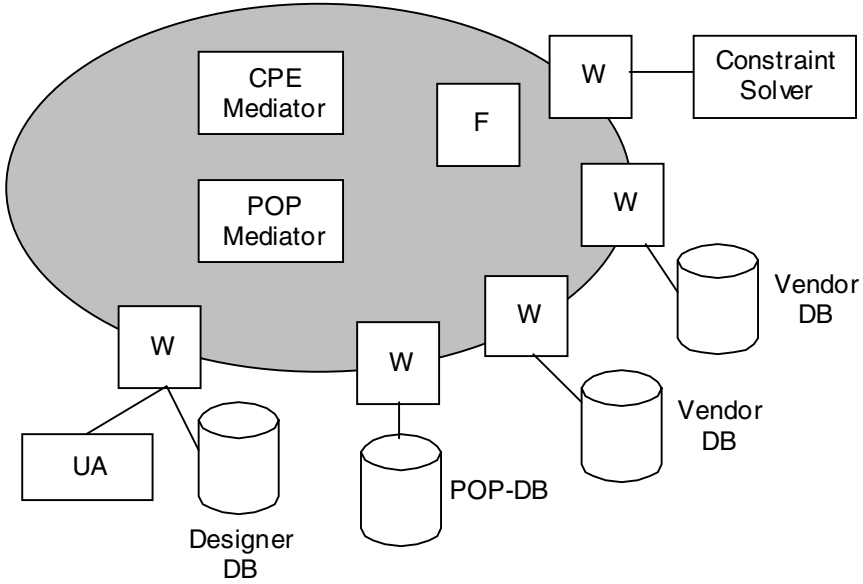 CPE
Mediator
F
W
Constraint
Solver
POP
Mediator
W
Vendor
DB
W
W
W
Vendor
DB
UA
POP-DB
Designer
DB